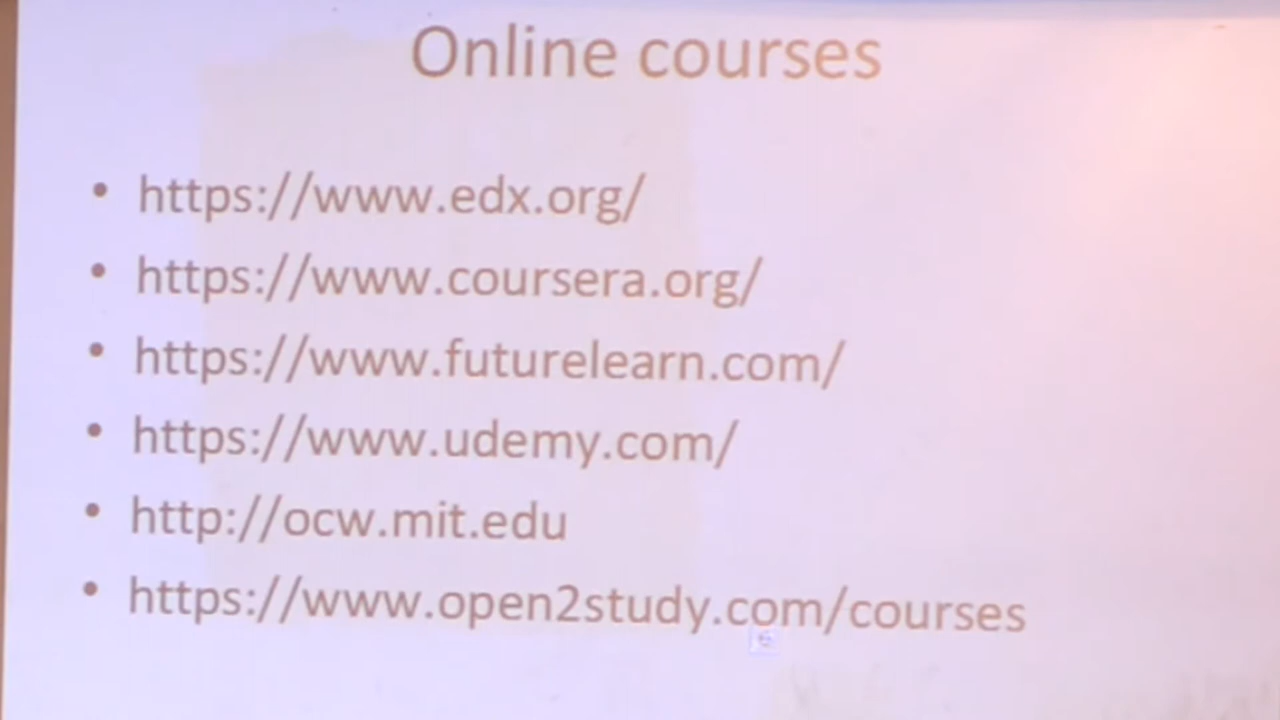 Online courses
• https://www.edx.org/
• https://www.coursera.org/
• https://www.futurelearn.com/
• https://www.udemy.com/
• http://ocw.mit.edu
• https://www.open2study.com/courses